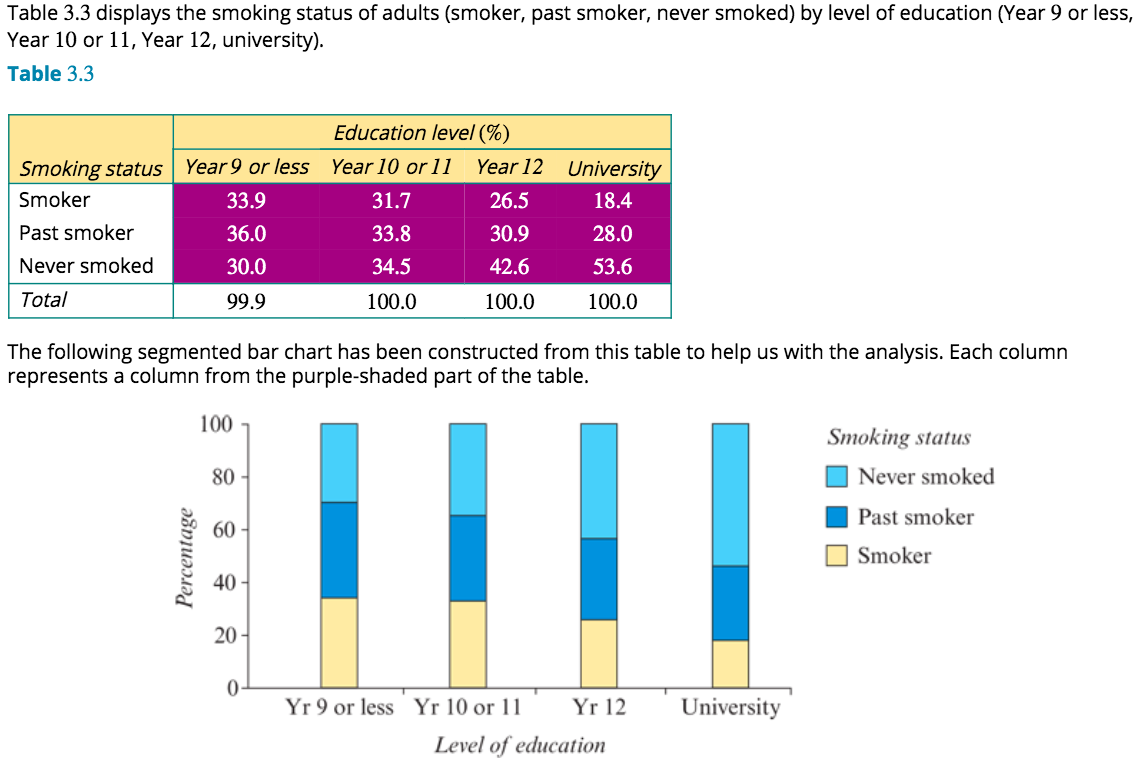 Table 3.3 displays the smoking status of adults (smoker, past smoker, never smoked) by level of education (Year 9 or less,
Year 10 or 11, Year 12, university).
Table 3.3
Education level (%)
Smoking status Year 9 or less Year 10 or 11 Year 12 University
Smoker 33.9 31.7 26.5 18.4
Past smoker 36.0 33.8 30.9 28.0
Never smoked 30.0 34.5 42.6 53.6
Total 99.9 100.0 100.0 100.0
The following segmented bar chart has been constructed from this table to help us with the analysis. Each column
represents a column from the purple-shaded part of the table.
100
80
60
40
20
0
Percentage
Yr 9 or less Yr 10 or 11 Yr 12 University
Level of education
Smoking status
Never smoked
Past smoker
Smoker